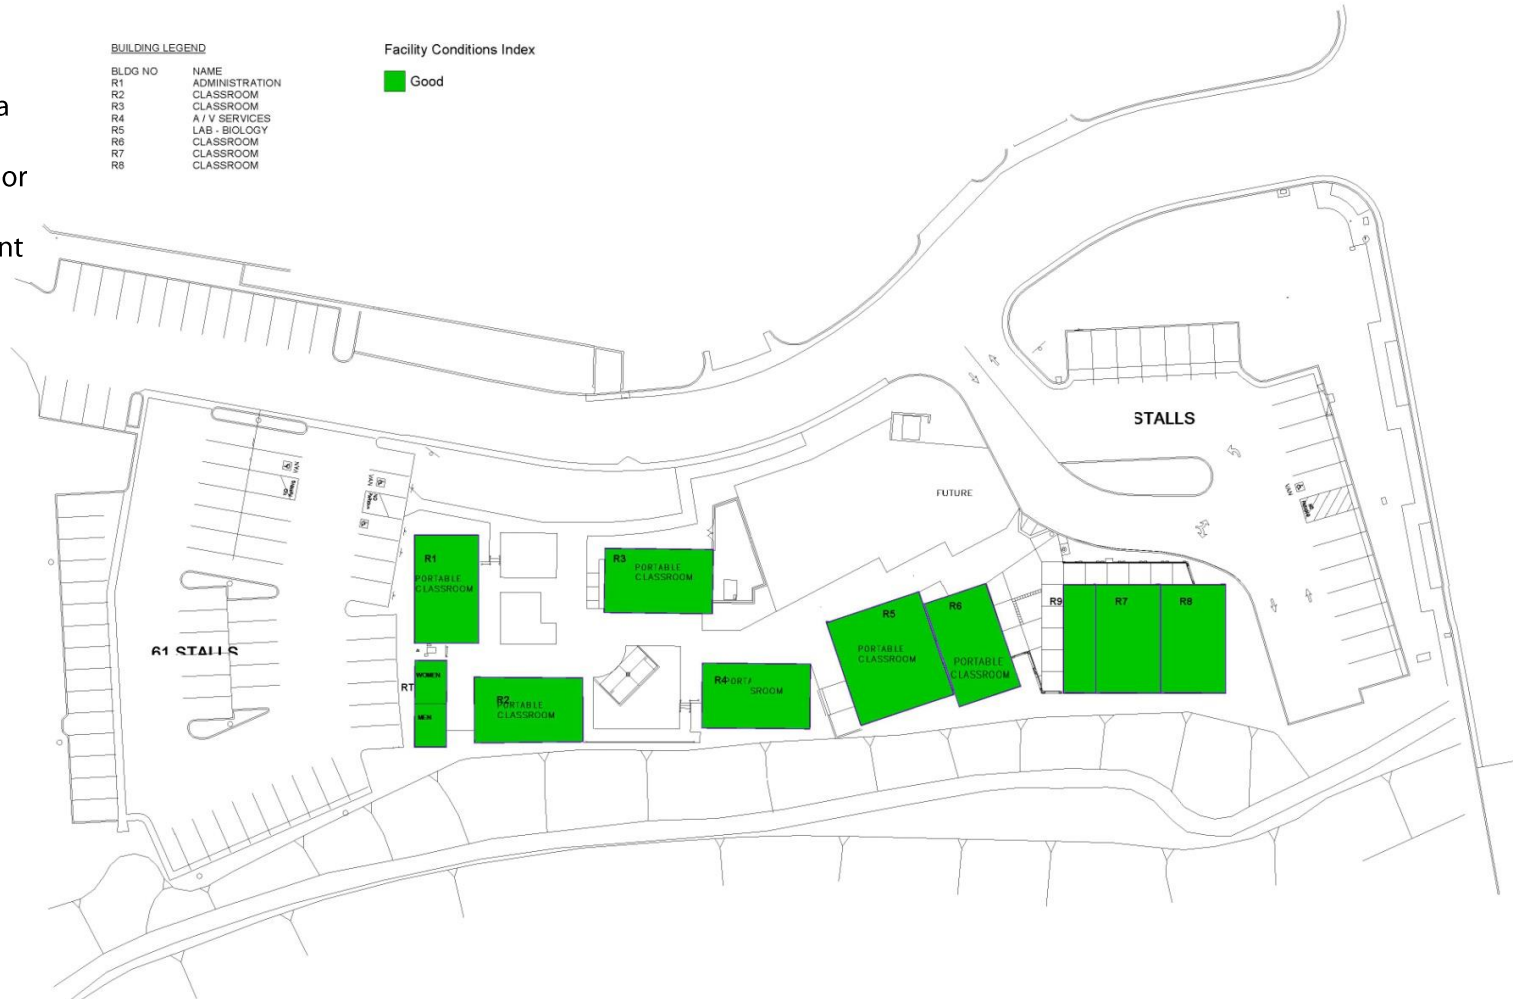 BUILDING LEGEND
BLDG NO NAME
R1 ADMINISTRATION
R2 CLASSROOM
R3 CLASSROOM
R4 A / V SERVICES
R5 LAB - BIOLOGY
R6 CLASSROOM
R7 CLASSROOM
R8 CLASSROOM
Facility Conditions Index
Good
a
or
nt
STALLS
VAN
VAN
VAN
FUTURE
R1
PORTABLE
CLASSROOM
R3
PORTABLE
CLASSROOM
R5
PORTABLE
CLASSROOM
R6
PORTABLE
CLASSROOM
R9
R7
R8
61 STALLS
RT
WOMEN
MEN
R2
PORTABLE
CLASSROOM
R4
PORTA
SROOM